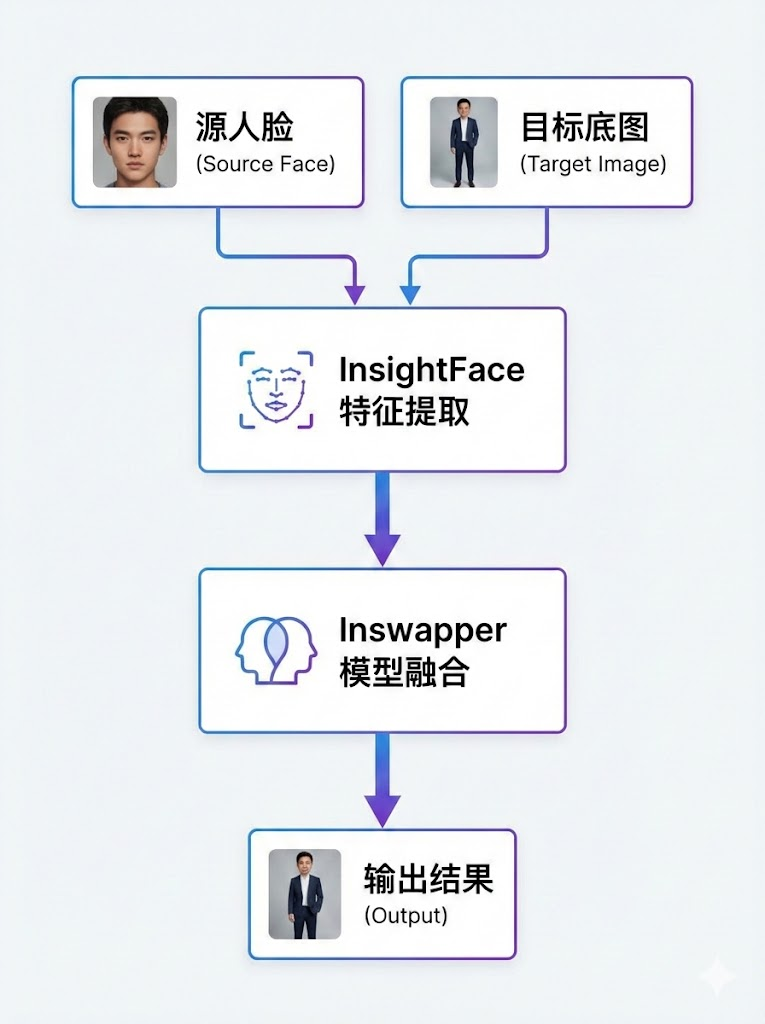 源人脸
(Source Face)
目标底图
(Target Image)
InsightFace
特征提取
Inswapper
模型融合
输出结果
(Output)